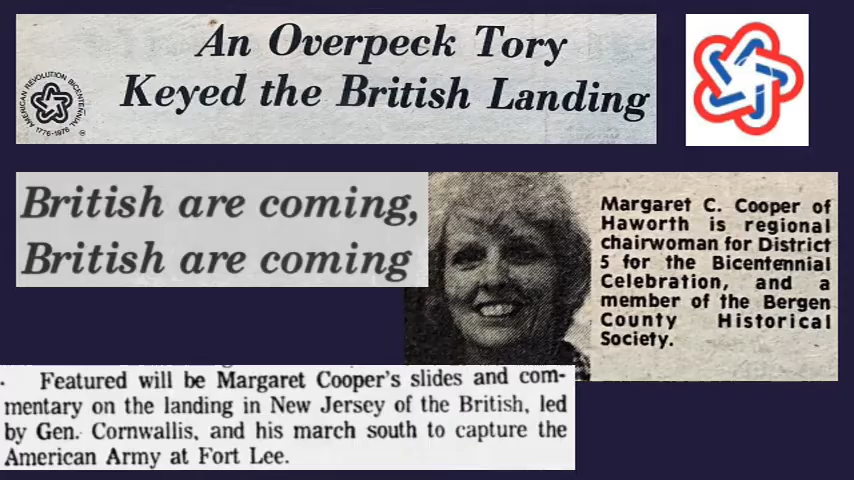 An Overpeck Tory
Keyed the British Landing
AMERICAN REVOLUTION BICENTENNIAL
1776-1976
British are coming,
British are coming
Margaret C. Cooper of
Haworth is regional
chairwoman for District
5 for the Bicentennial
Celebration, and a
member of the Bergen
County Historical
Society.
Featured will be Margaret Cooper's slides and com-
mentary on the landing in New Jersey of the British, led
by Gen. Cornwallis, and his march south to capture the
American Army at Fort Lee.